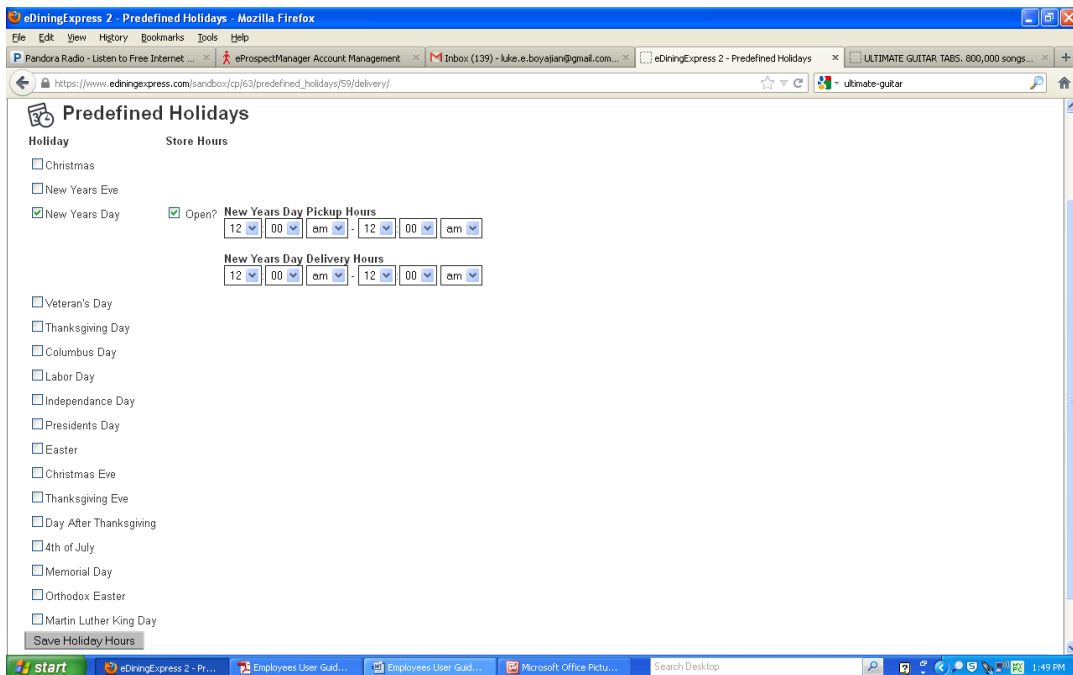 eDiningExpress 2 - Predefined Holidays - Mozilla Firefox
File Edit View History Bookmarks Tools Help
Pandora Radio - Listen to Free Internet ... × eProspectManager Account Management × Inbox (139) - luke.e.boyajian@gmail.com... × eDiningExpress 2 - Predefined Holidays × ULTIMATE GUITAR TABS. 800,000 songs... × +
https://www.ediningexpress.com/sandbox/cp/63/predefined_holidays/59/delivery/ ultimate-guitar
Predefined Holidays
Holiday Store Hours
Christmas
New Years Eve
New Years Day Open? New Years Day Pickup Hours
12 : 00 am - 12 : 00 am
New Years Day Delivery Hours
12 : 00 am - 12 : 00 am
Veteran's Day
Thanksgiving Day
Columbus Day
Labor Day
Independance Day
Presidents Day
Easter
Christmas Eve
Thanksgiving Eve
Day After Thanksgiving
4th of July
Memorial Day
Orthodox Easter
Martin Luther King Day
Save Holiday Hours
start eDiningExpress 2 - Pr... Employees User Guid... Employees User Guid... Microsoft Office Pictu... Search Desktop 1:49 PM